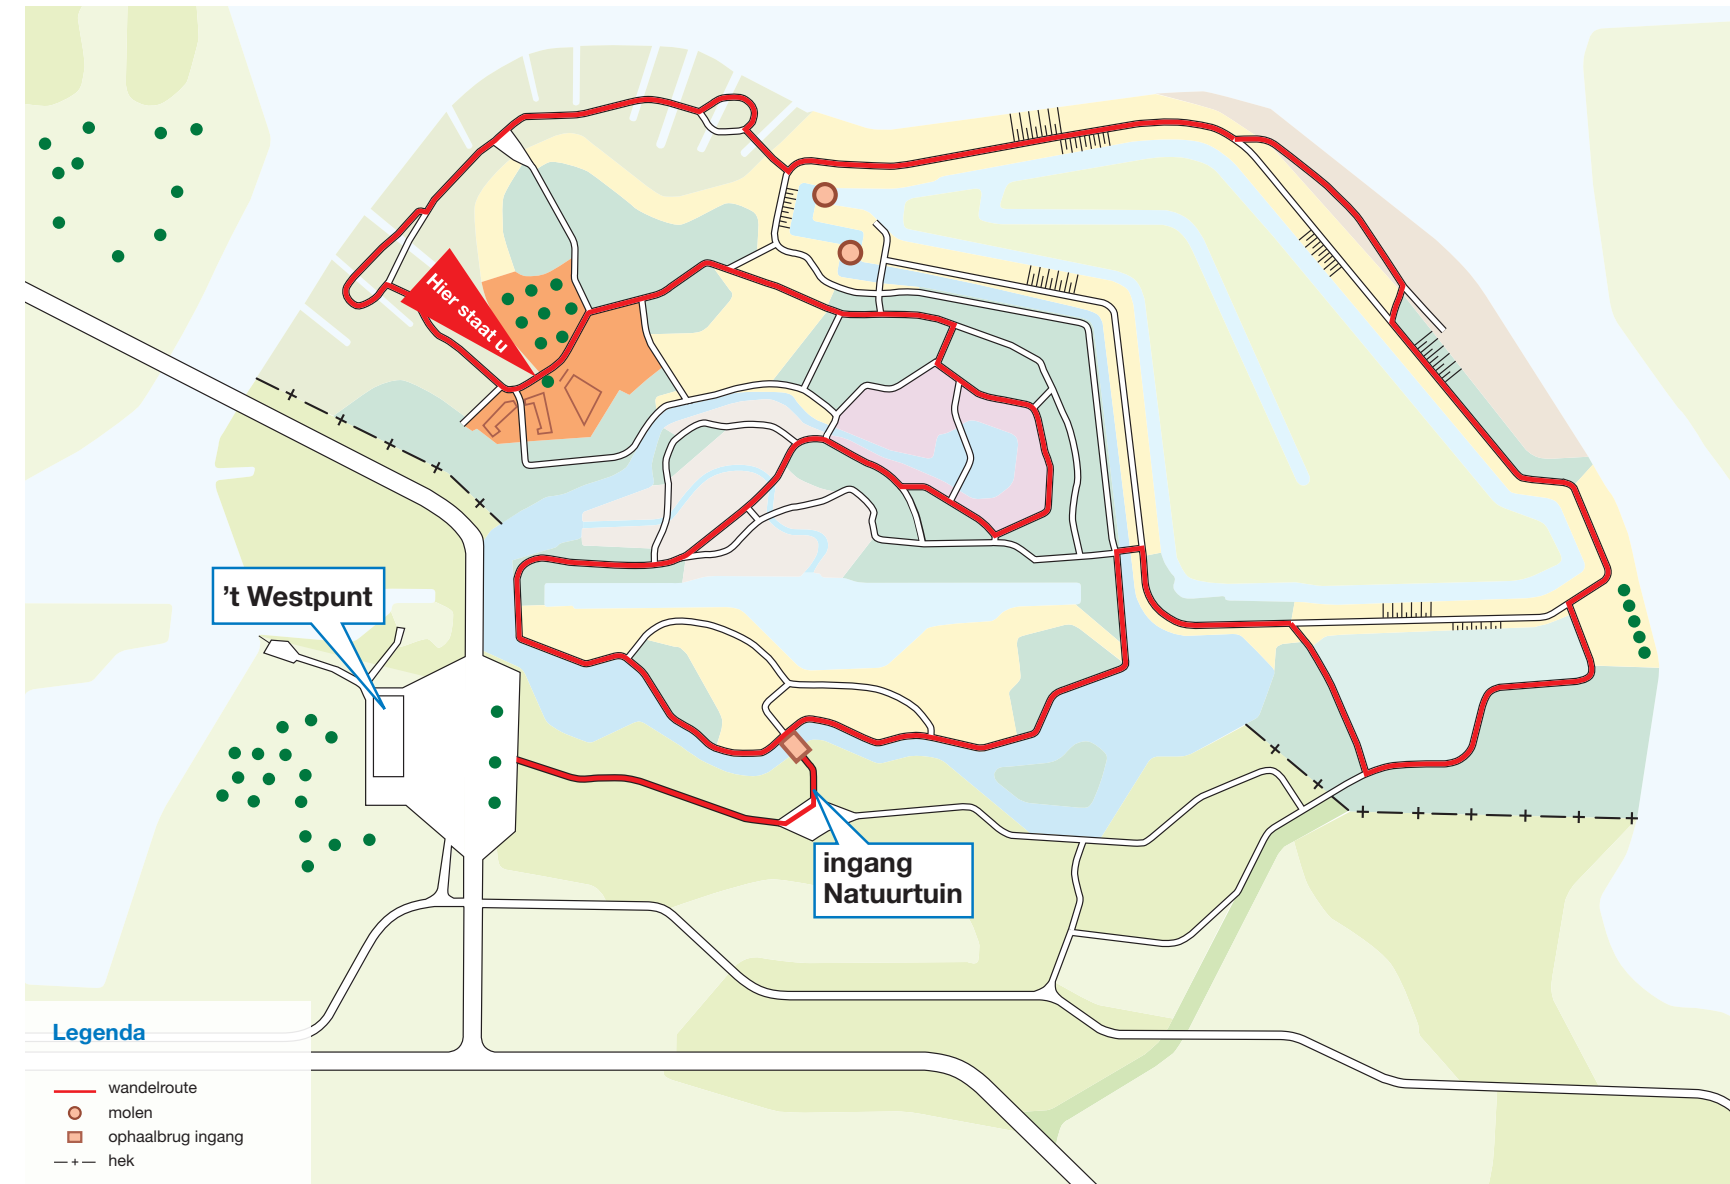 Hier staat u
’t Westpunt
ingang
Natuurtuin
Legenda
wandelroute
molen
ophaalbrug ingang
hek